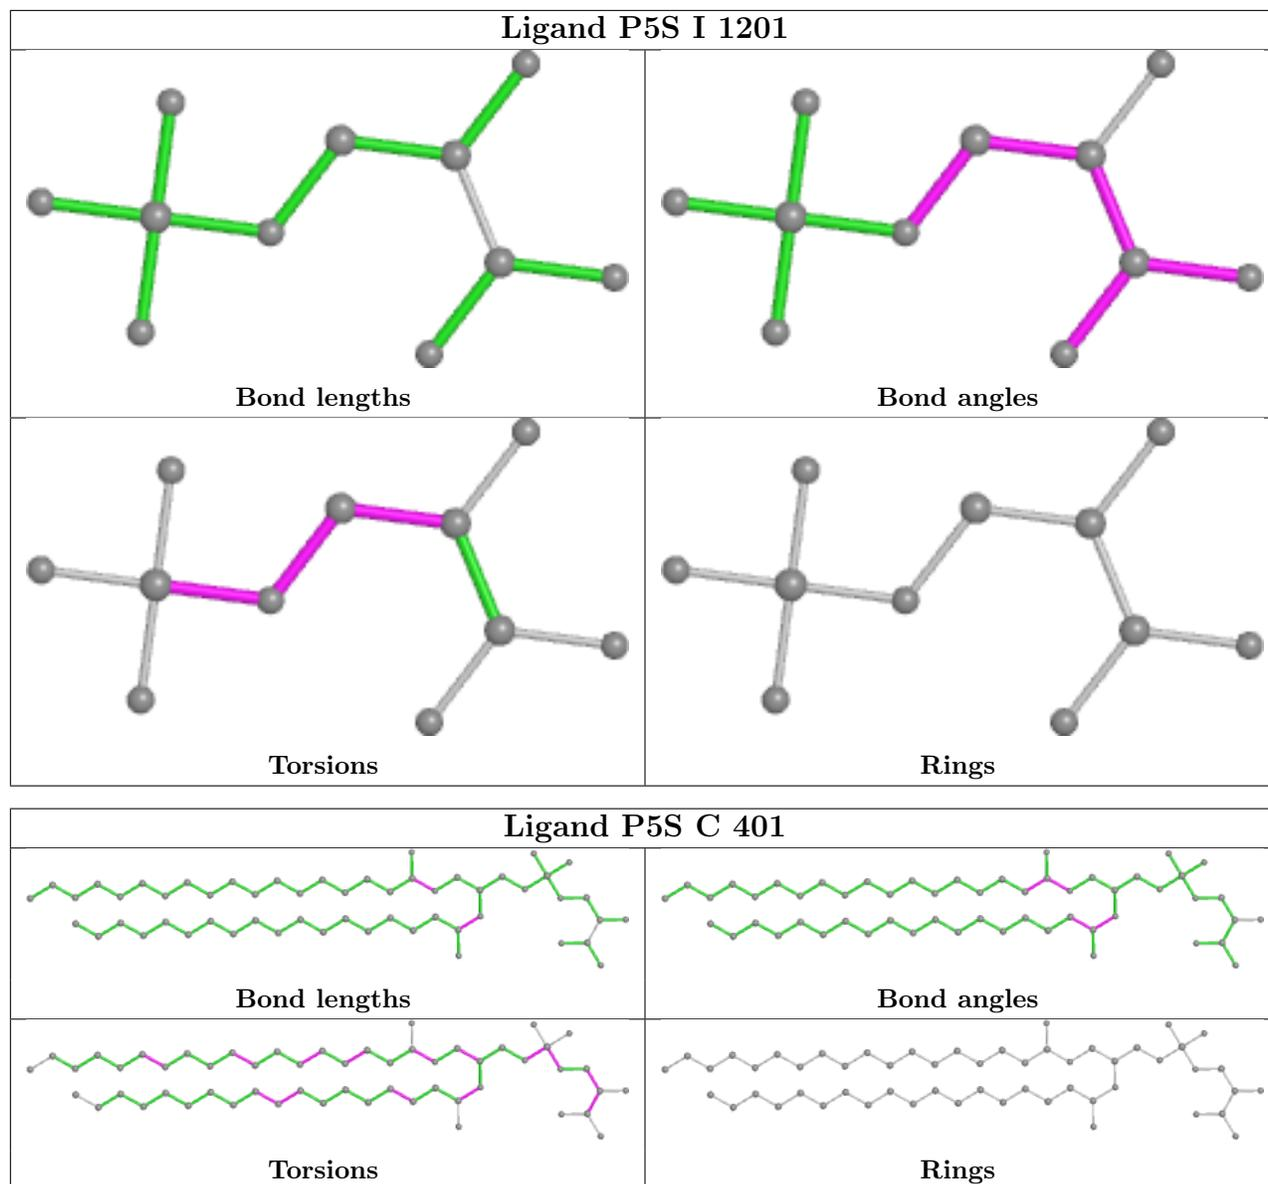 Ligand P5S I 1201
Bond lengths
Bond angles
Torsions
Rings
Ligand P5S C 401
Bond lengths
Bond angles
Torsions
Rings